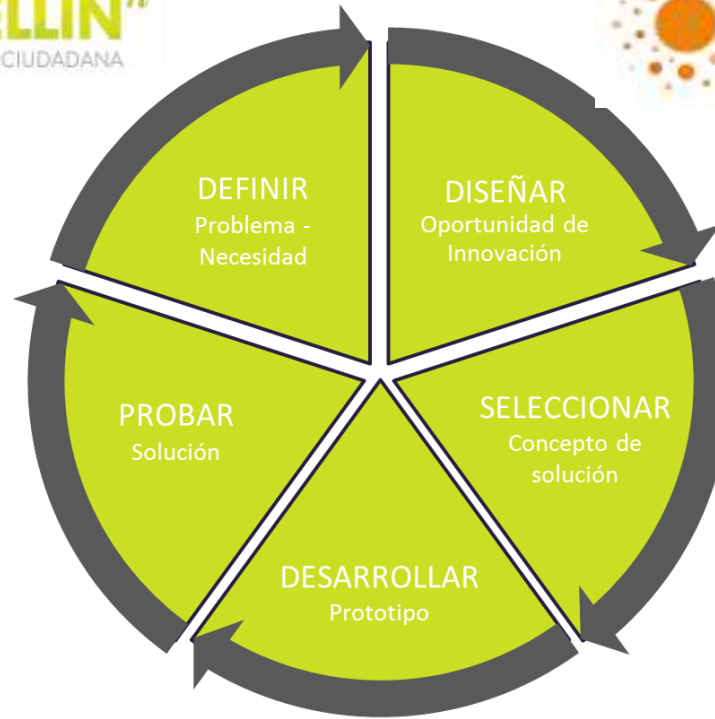 ELLIN
CIUDADANA
DEFINIR
Problema -
Necesidad
DISEÑAR
Oportunidad de
Innovación
SELECCIONAR
Concepto de
solución
DESARROLLAR
Prototipo
PROBAR
Solución